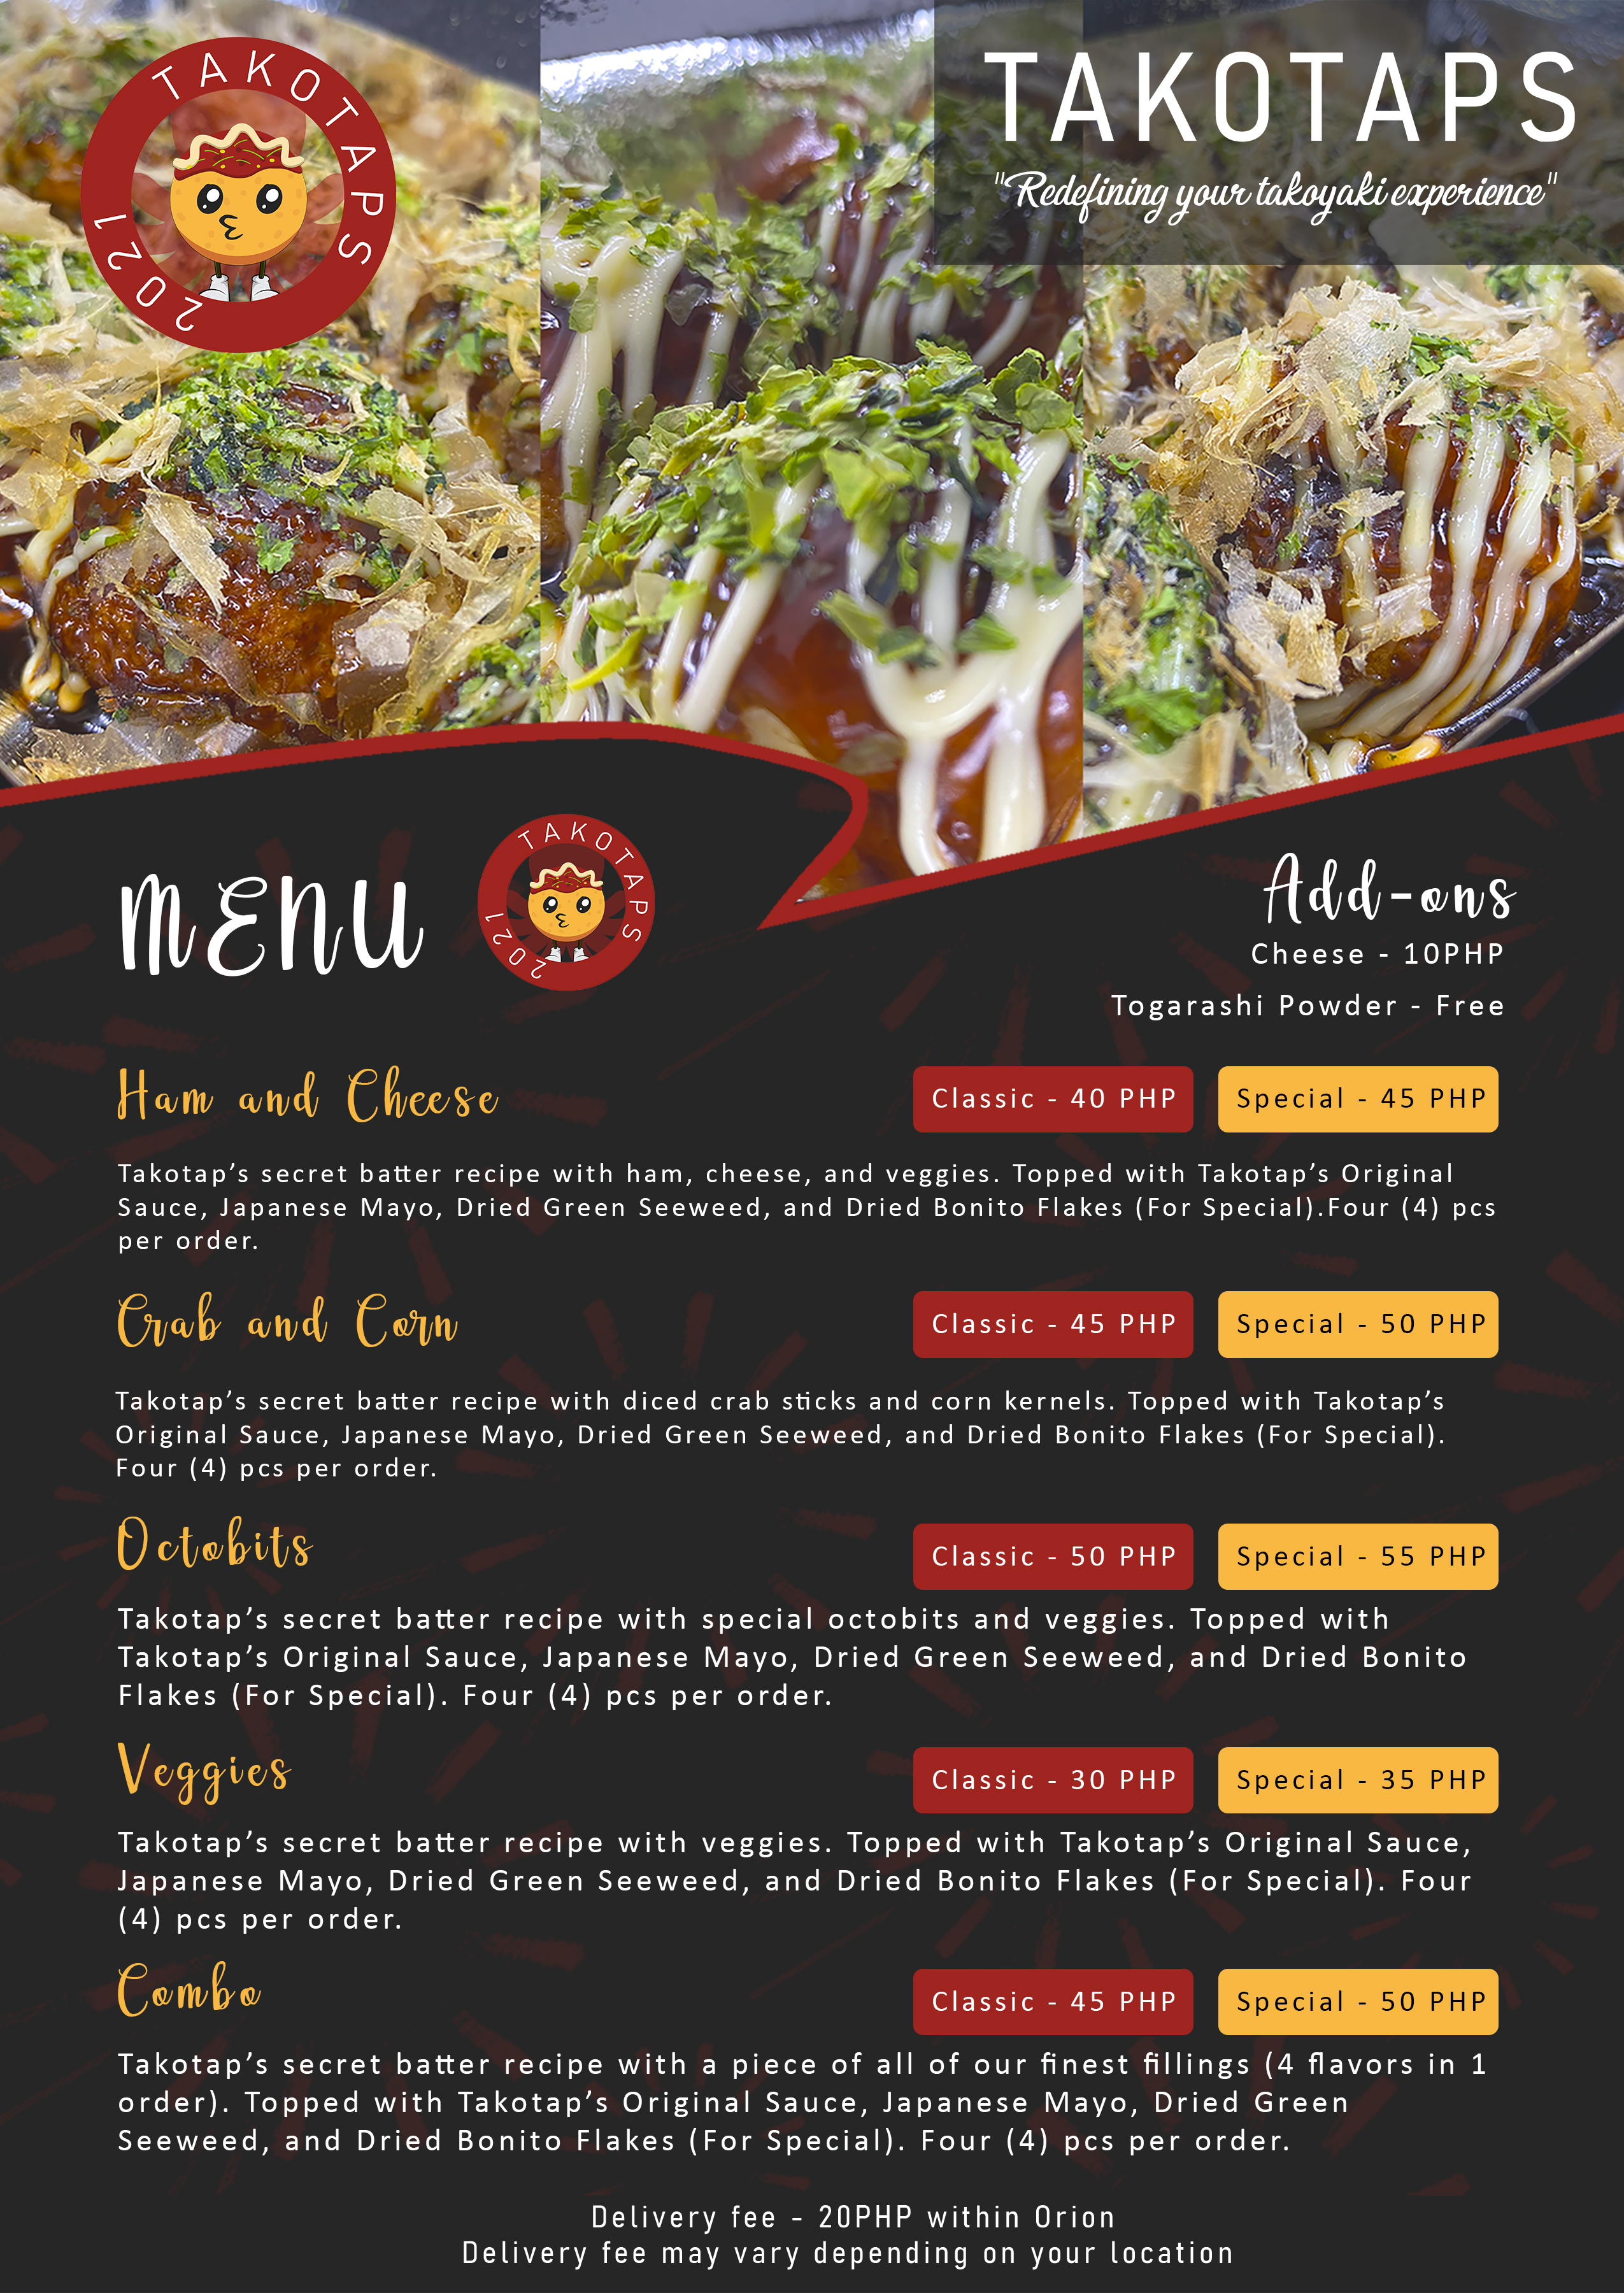 TAKOTAPS
2021
TAKOTAPS
"Redefining your takoyaki experience"
MENU
TAKOTAPS
2021
Add-ons
Cheese - 10PHP
Togarashi Powder - Free
Ham and Cheese
Classic - 40 PHP
Special - 45 PHP
Takotap’s secret batter recipe with ham, cheese, and veggies. Topped with Takotap’s Original
Sauce, Japanese Mayo, Dried Green Seeweed, and Dried Bonito Flakes (For Special).Four (4) pcs
per order.
Crab and Corn
Classic - 45 PHP
Special - 50 PHP
Takotap’s secret batter recipe with diced crab sticks and corn kernels. Topped with Takotap’s
Original Sauce, Japanese Mayo, Dried Green Seeweed, and Dried Bonito Flakes (For Special).
Four (4) pcs per order.
Octobits
Classic - 50 PHP
Special - 55 PHP
Takotap’s secret batter recipe with special octobits and veggies. Topped with
Takotap’s Original Sauce, Japanese Mayo, Dried Green Seeweed, and Dried Bonito
Flakes (For Special). Four (4) pcs per order.
Veggies
Classic - 30 PHP
Special - 35 PHP
Takotap’s secret batter recipe with veggies. Topped with Takotap’s Original Sauce,
Japanese Mayo, Dried Green Seeweed, and Dried Bonito Flakes (For Special). Four
(4) pcs per order.
Combo
Classic - 45 PHP
Special - 50 PHP
Takotap’s secret batter recipe with a piece of all of our finest fillings (4 flavors in 1
order). Topped with Takotap’s Original Sauce, Japanese Mayo, Dried Green
Seeweed, and Dried Bonito Flakes (For Special). Four (4) pcs per order.
Delivery fee - 20PHP within Orion
Delivery fee may vary depending on your location